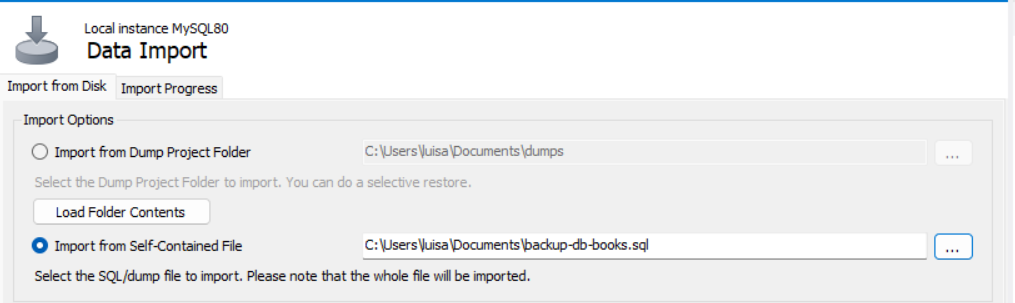 Local instance MySQL80
Data Import
Import from Disk Import Progress
Import Options
Import from Dump Project Folder C:\Users\luisa\Documents\dumps ...
Select the Dump Project Folder to import. You can do a selective restore.
Load Folder Contents
Import from Self-Contained File C:\Users\luisa\Documents\backup-db-books.sql ...
Select the SQL/dump file to import. Please note that the whole file will be imported.